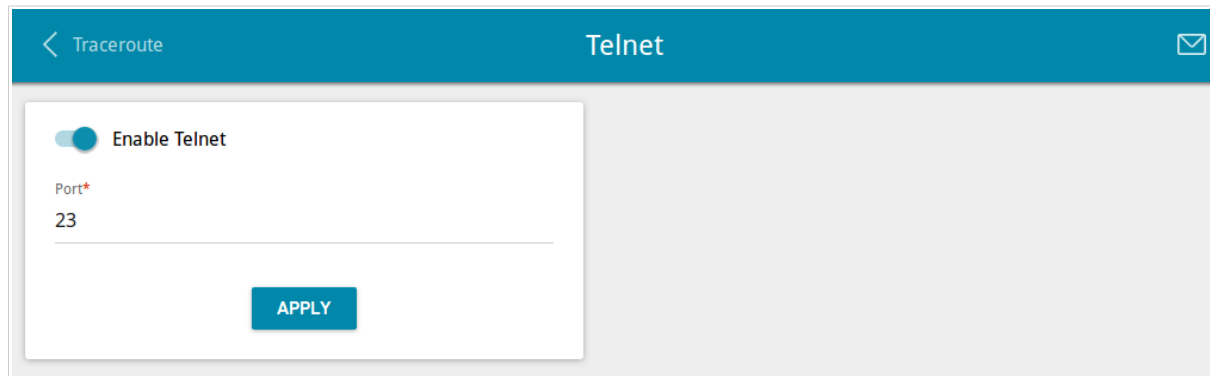 Traceroute
Telnet
Enable Telnet
Port*
23
APPLY